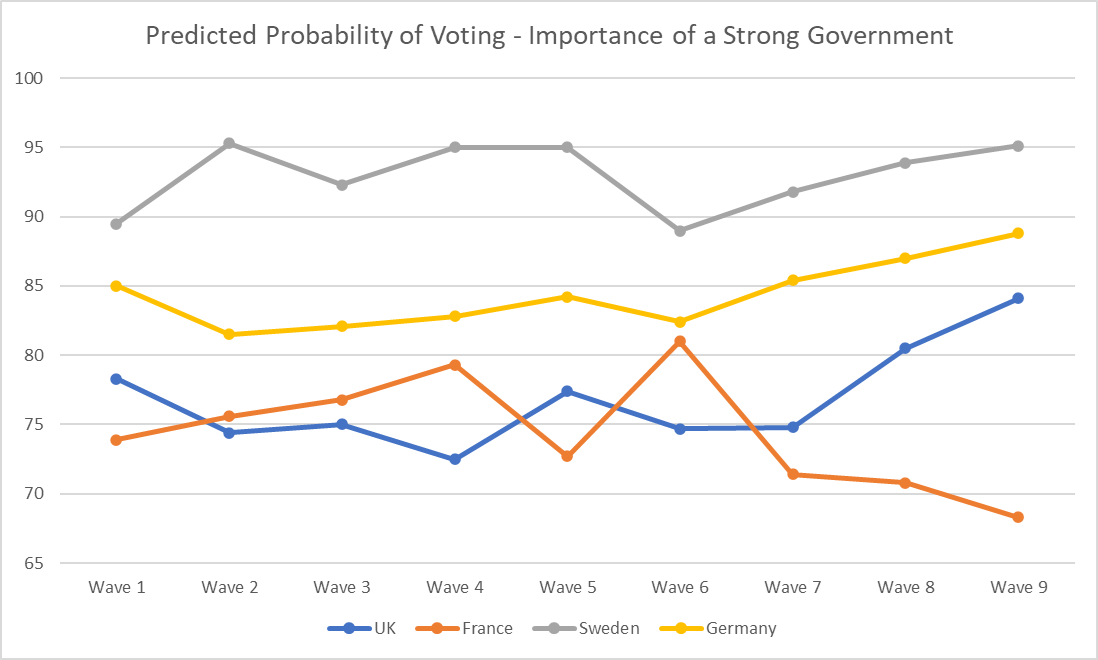 Predicted Probability of Voting - Importance of a Strong Government
100
95
90
85
80
75
70
65
Wave 1 Wave 2 Wave 3 Wave 4 Wave 5 Wave 6 Wave 7 Wave 8 Wave 9
UK France Sweden Germany